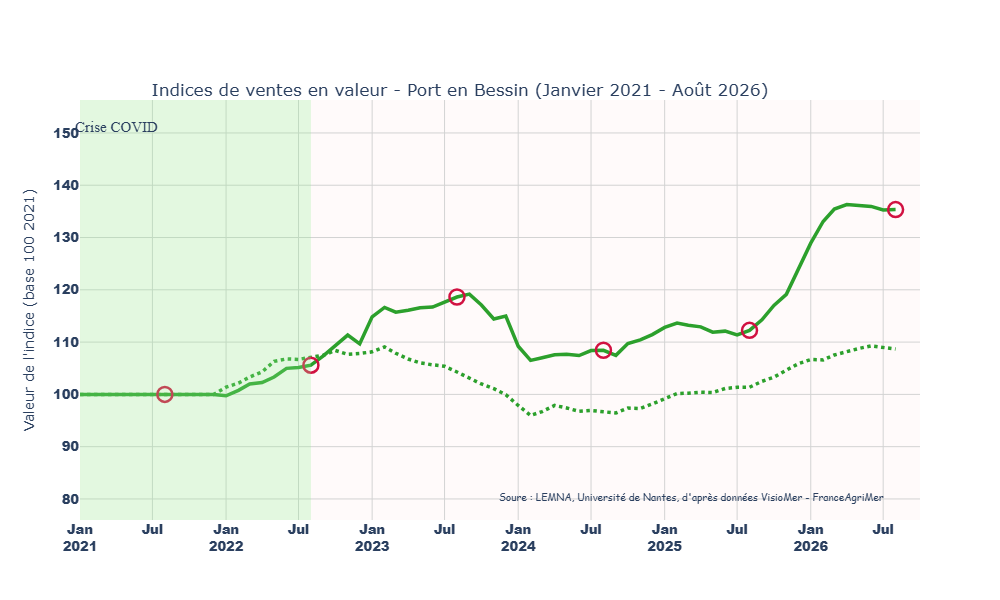 Indices de ventes en valeur - Port en Bessin (Janvier 2021 - Août 2026)
Crise COVID
Valeur de l'indice (base 100 2021)
150
140
130
120
110
100
90
80
Soure : LEMNA, Université de Nantes, d'après données VisioMer - FranceAgriMer
Jan Jul Jan Jul Jan Jul Jan Jul Jan Jul Jan Jul
2021 2022 2023 2024 2025 2026